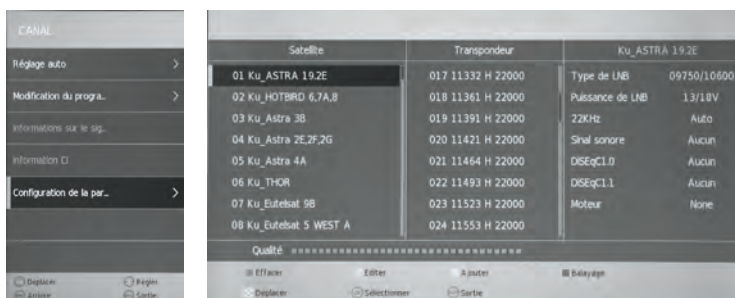 CANAL
Réglage auto
Modification du progra..
Informations sur le sig..
Information CI
Configuration de la par..
Déplacer
Régler
Arrière
Sortie
Satellite Transpondeur Ku_ASTRA 19.2E
01 Ku_ASTRA 19.2E 017 11332 H 22000 Type de LNB 09750/10600
02 Ku_HOTBIRD 6,7A,8 018 11361 H 22000 Puissance de LNB 13/18V
03 Ku_Astra 3B 019 11391 H 22000 22KHz Auto
04 Ku_Astra 2E,2F,2G 020 11421 H 22000 Sinal sonore Aucun
05 Ku_Astra 4A 021 11464 H 22000 DiSEqC1.0 Aucun
06 Ku_THOR 022 11493 H 22000 DiSEqC1.1 Aucun
07 Ku_Eutelsat 9B 023 11523 H 22000 Moteur None
08 Ku_Eutelsat 5 WEST A 024 11553 H 22000
Qualité
Effacer Editer Ajouter Balayage
Déplacer Sélectionner Sortie